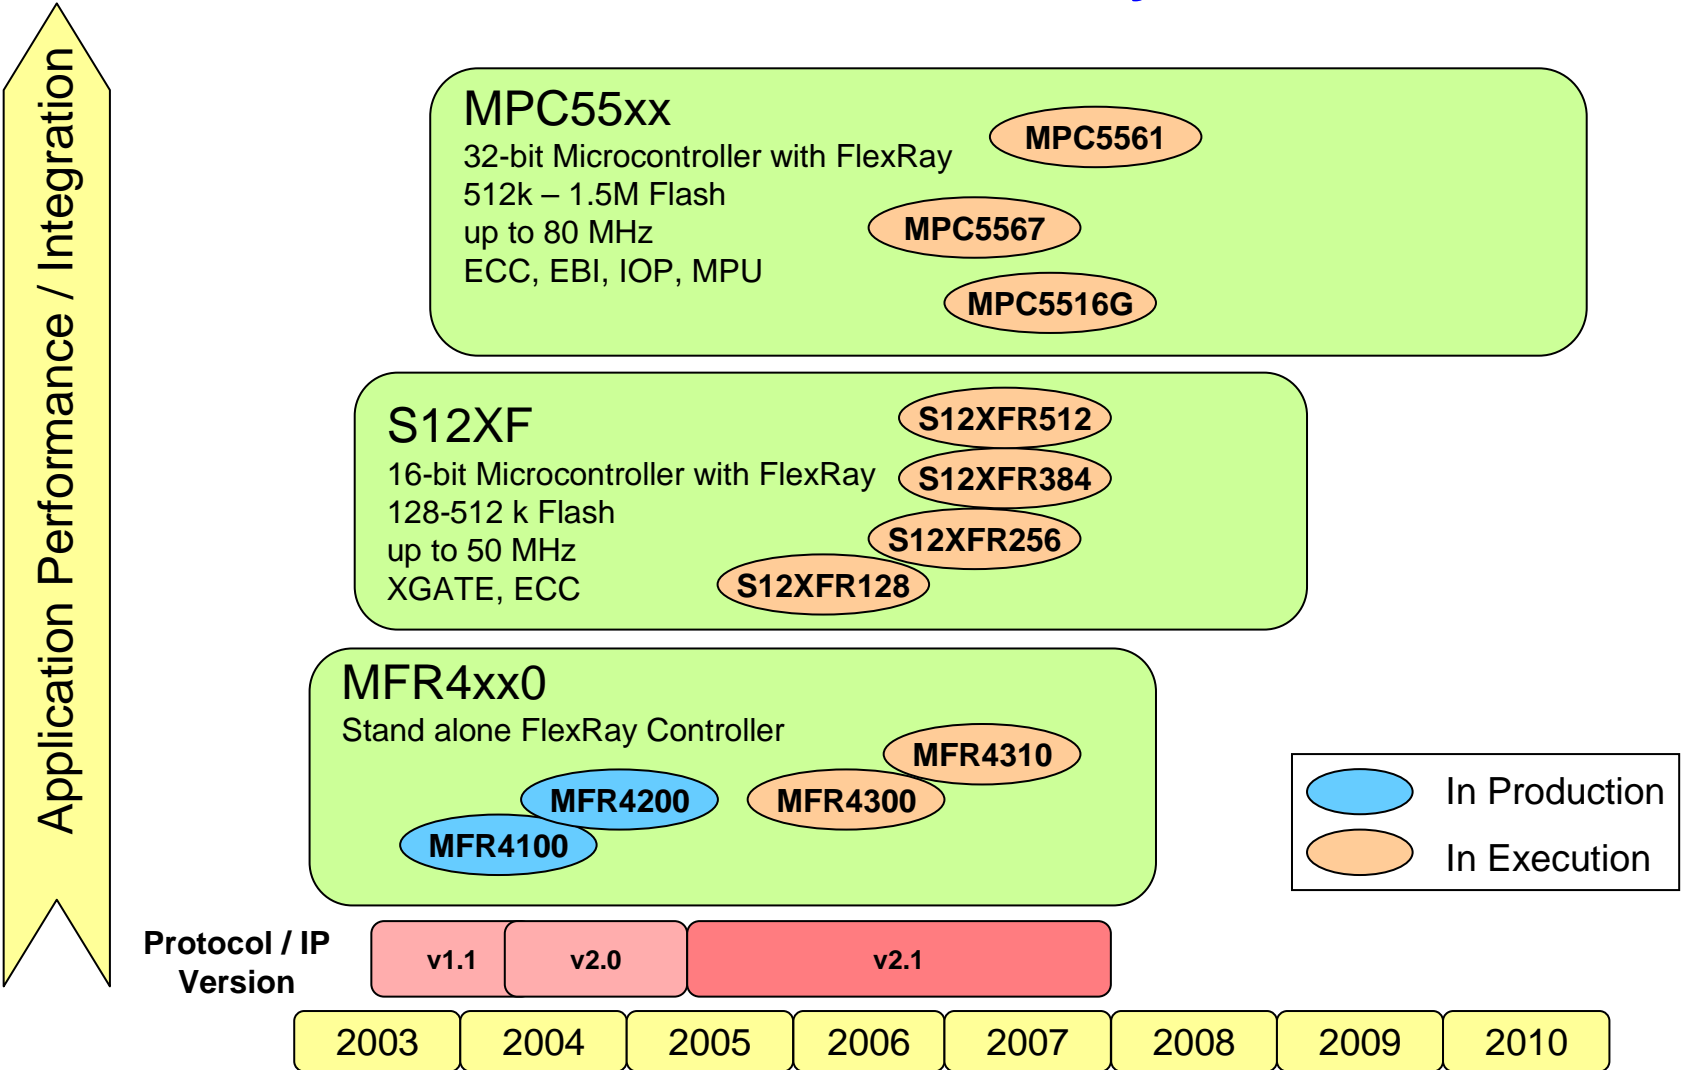 MPC55xx
32-bit Microcontroller with FlexRay
512k – 1.5M Flash
up to 80 MHz
ECC, EBI, IOP, MPU
MPC5561
MPC5567
MPC5516G
S12XF
16-bit Microcontroller with FlexRay
128-512 k Flash
up to 50 MHz
XGATE, ECC
S12XFR512
S12XFR384
S12XFR256
S12XFR128
MFR4xx0
Stand alone FlexRay Controller
MFR4310
MFR4200
MFR4300
MFR4100
In Production
In Execution
Application Performance / Integration
Protocol / IP
Version
v1.1
v2.0
v2.1
2003
2004
2005
2006
2007
2008
2009
2010